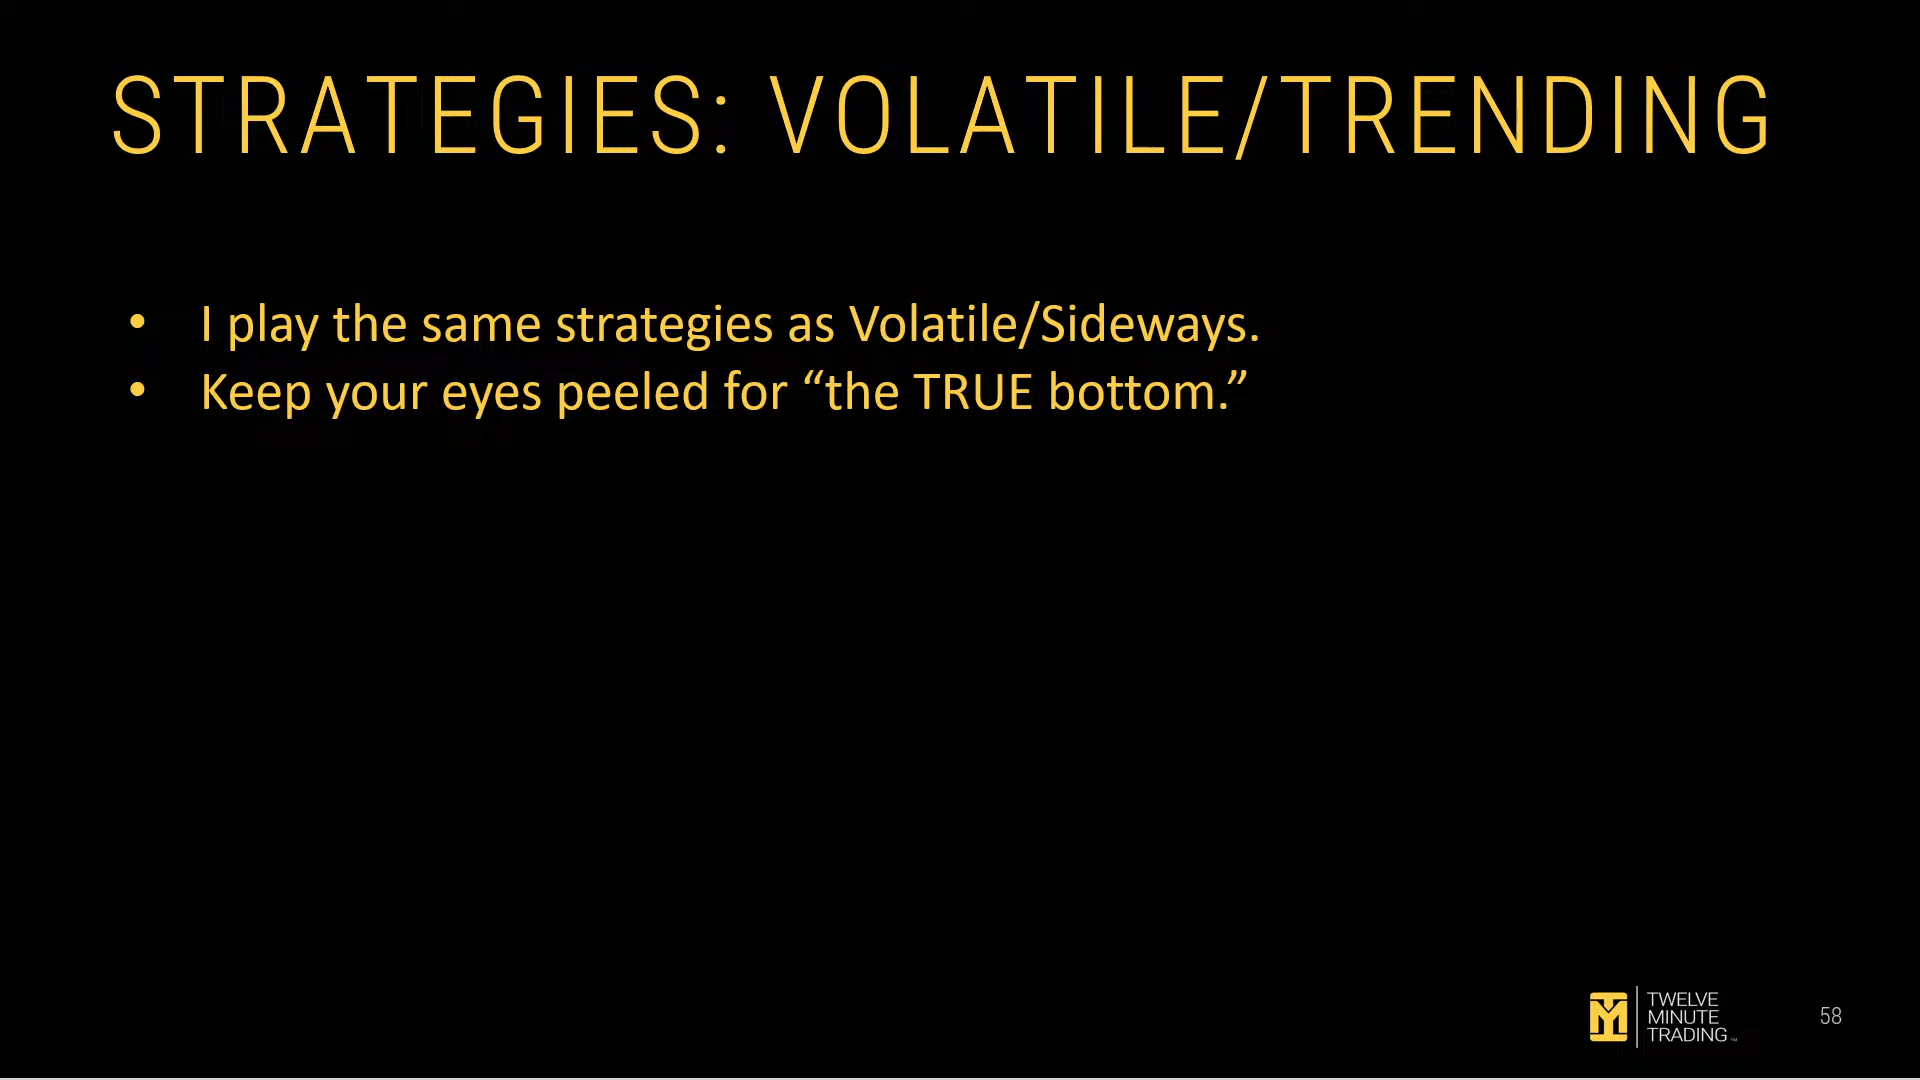 STRATEGIES: VOLATILE/TRENDING
• I play the same strategies as Volatile/Sideways.
• Keep your eyes peeled for “the TRUE bottom.”
TWELVE
MINUTE
TRADING™
58